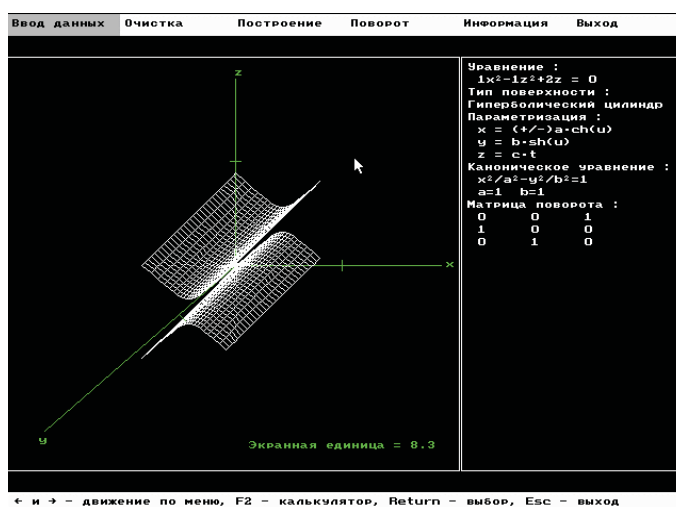 Ввод данных Очистка Построение Поворот Информация Выход
z
x
y
Экранная единица = 8.3
Уравнение :
1x²-1z²+2z = 0
Тип поверхности :
Гиперболический цилиндр
Параметризация :
x = (+/-)a·ch(u)
y = b·sh(u)
z = c·t
Каноническое уравнение :
x²/a²-y²/b²=1
a=1 b=1
Матрица поворота :
0 0 1
1 0 0
0 1 0
← и → - движение по меню, F2 - калькулятор, Return - выбор, Esc - выход